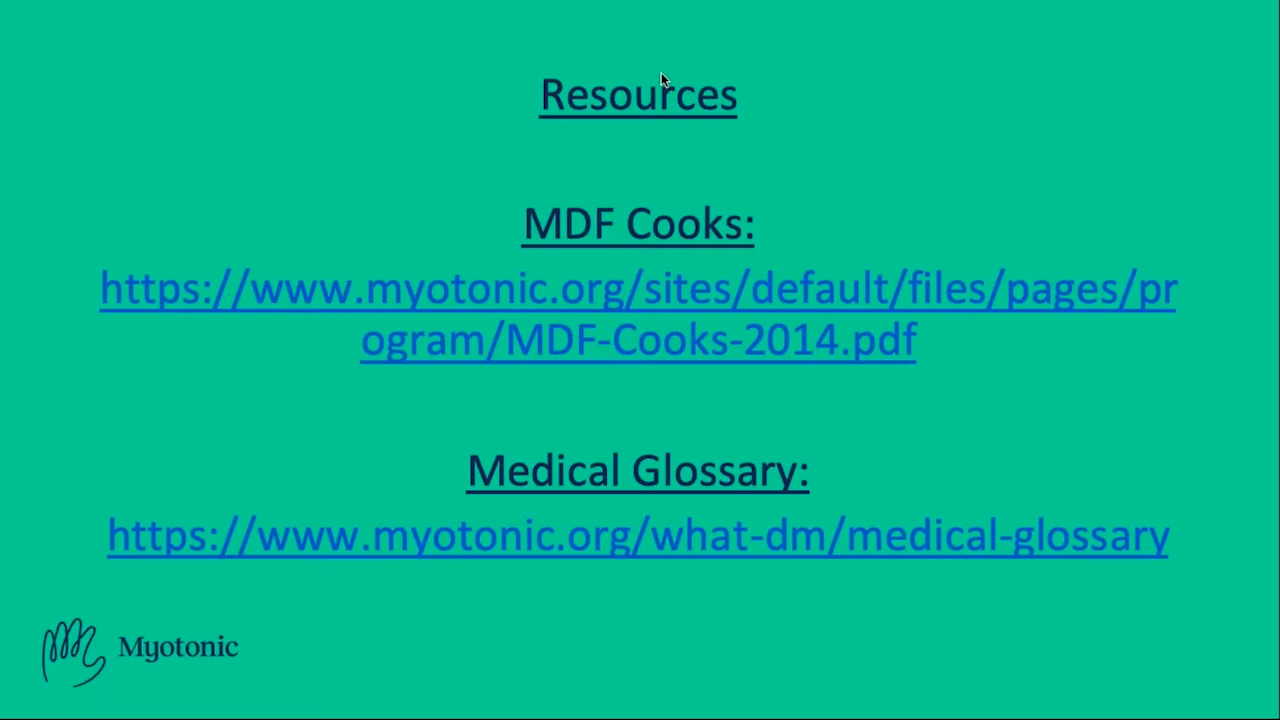 Resources
MDF Cooks:
https://www.myotonic.org/sites/default/files/pages/pr
ogram/MDF-Cooks-2014.pdf
Medical Glossary:
https://www.myotonic.org/what-dm/medical-glossary
Myotonic